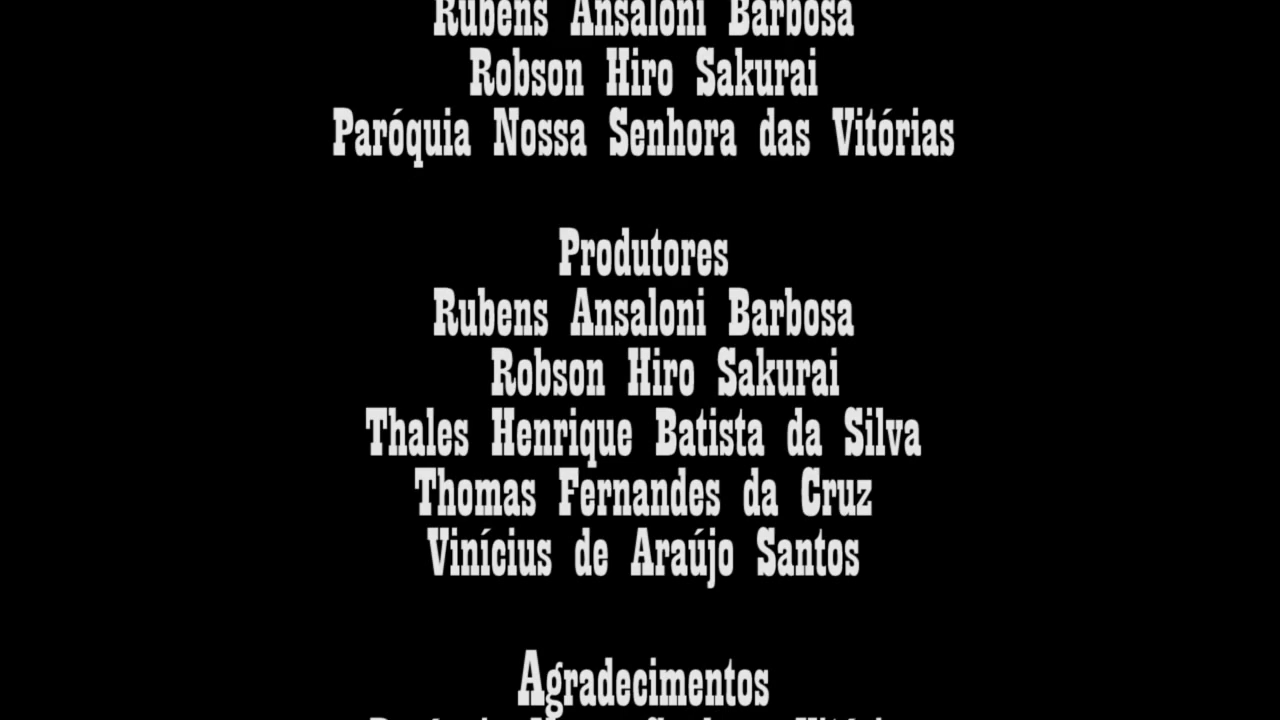 Rubens Ansaloni Barbosa
Robson Hiro Sakurai
Paróquia Nossa Senhora das Vitórias
Produtores
Rubens Ansaloni Barbosa
Robson Hiro Sakurai
Thales Henrique Batista da Silva
Thomas Fernandes da Cruz
Vinícius de Araújo Santos
Agradecimentos